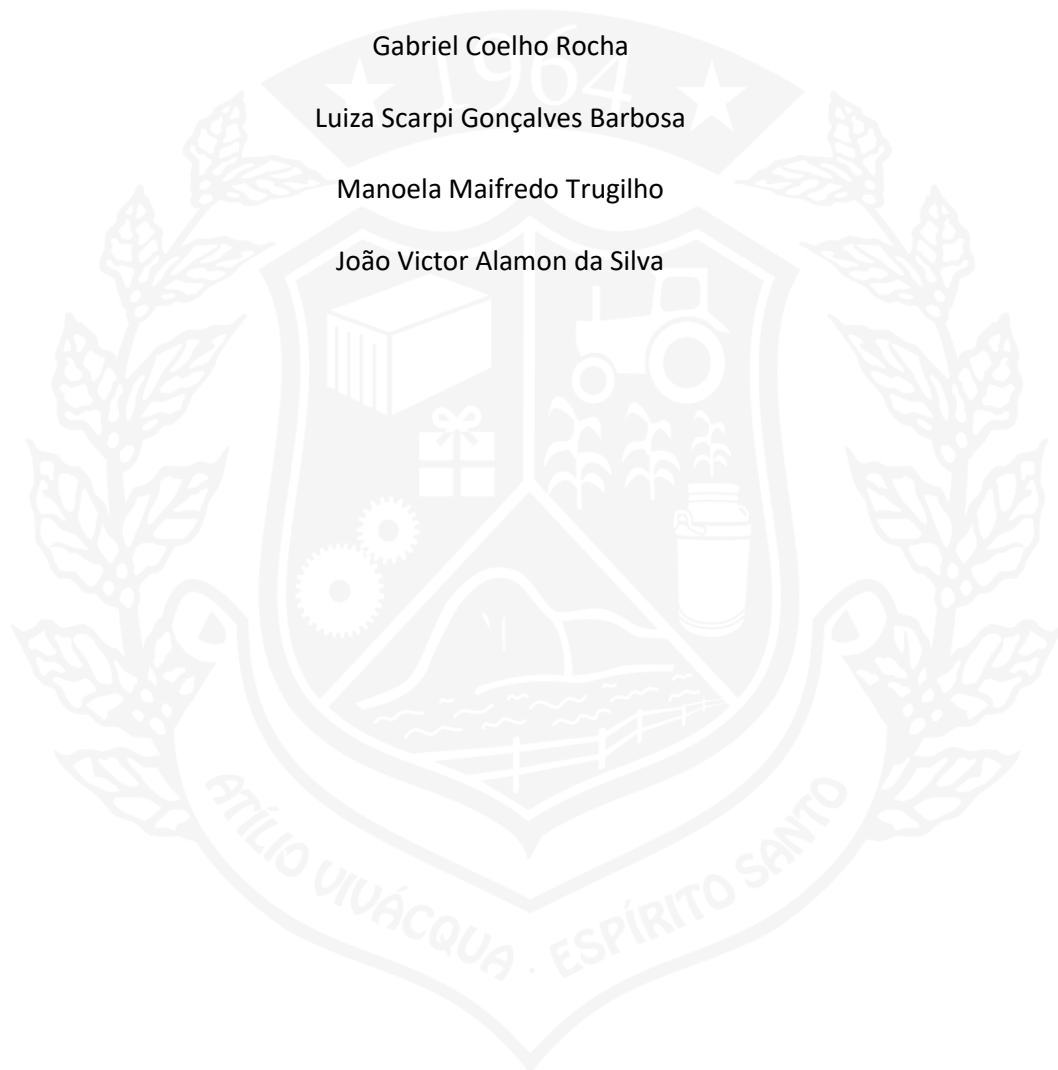 1964
Gabriel Coelho Rocha
Luiza Scarpi Gonçalves Barbosa
Manoela Maifredo Trugilho
João Victor Alamon da Silva
ATÍLIO VIVÁCQUA · ESPÍRITO SANTO